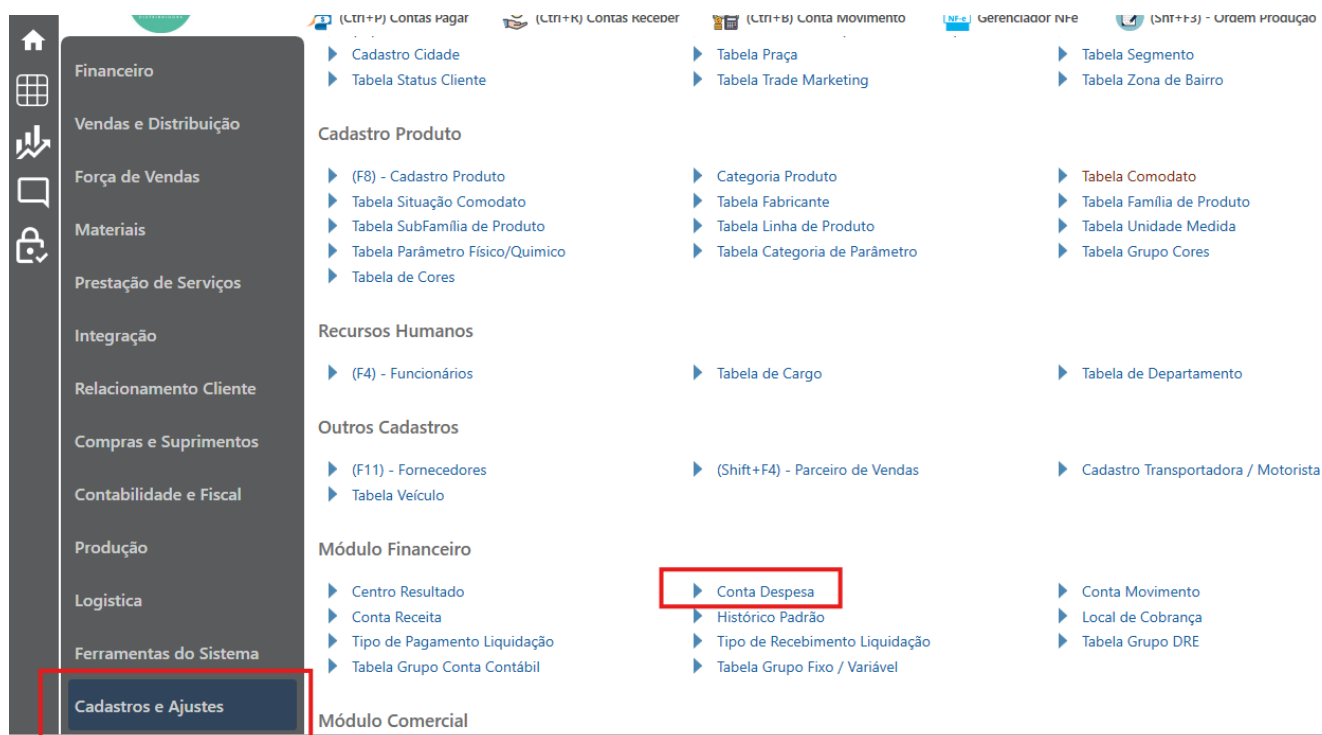 (Ctrl+P) Contas Pagar (Ctrl+R) Contas Receber (Ctrl+B) Conta Movimento NF-e Gerenciador NFe (Shf+F3) - Ordem Produção
Financeiro
Vendas e Distribuição
Força de Vendas
Materiais
Prestação de Serviços
Integração
Relacionamento Cliente
Compras e Suprimentos
Contabilidade e Fiscal
Produção
Logistica
Ferramentas do Sistema
Cadastros e Ajustes
Cadastro Cidade Tabela Praça Tabela Segmento
Tabela Status Cliente Tabela Trade Marketing Tabela Zona de Bairro
Cadastro Produto
(F8) - Cadastro Produto Categoria Produto Tabela Comodato
Tabela Situação Comodato Tabela Fabricante Tabela Família de Produto
Tabela SubFamília de Produto Tabela Linha de Produto Tabela Unidade Medida
Tabela Parâmetro Físico/Quimico Tabela Categoria de Parâmetro Tabela Grupo Cores
Tabela de Cores
Recursos Humanos
(F4) - Funcionários Tabela de Cargo Tabela de Departamento
Outros Cadastros
(F11) - Fornecedores (Shift+F4) - Parceiro de Vendas Cadastro Transportadora / Motorista
Tabela Veículo
Módulo Financeiro
Centro Resultado Conta Despesa Conta Movimento
Conta Receita Histórico Padrão Local de Cobrança
Tipo de Pagamento Liquidação Tipo de Recebimento Liquidação Tabela Grupo DRE
Tabela Grupo Conta Contábil Tabela Grupo Fixo / Variável
Módulo Comercial